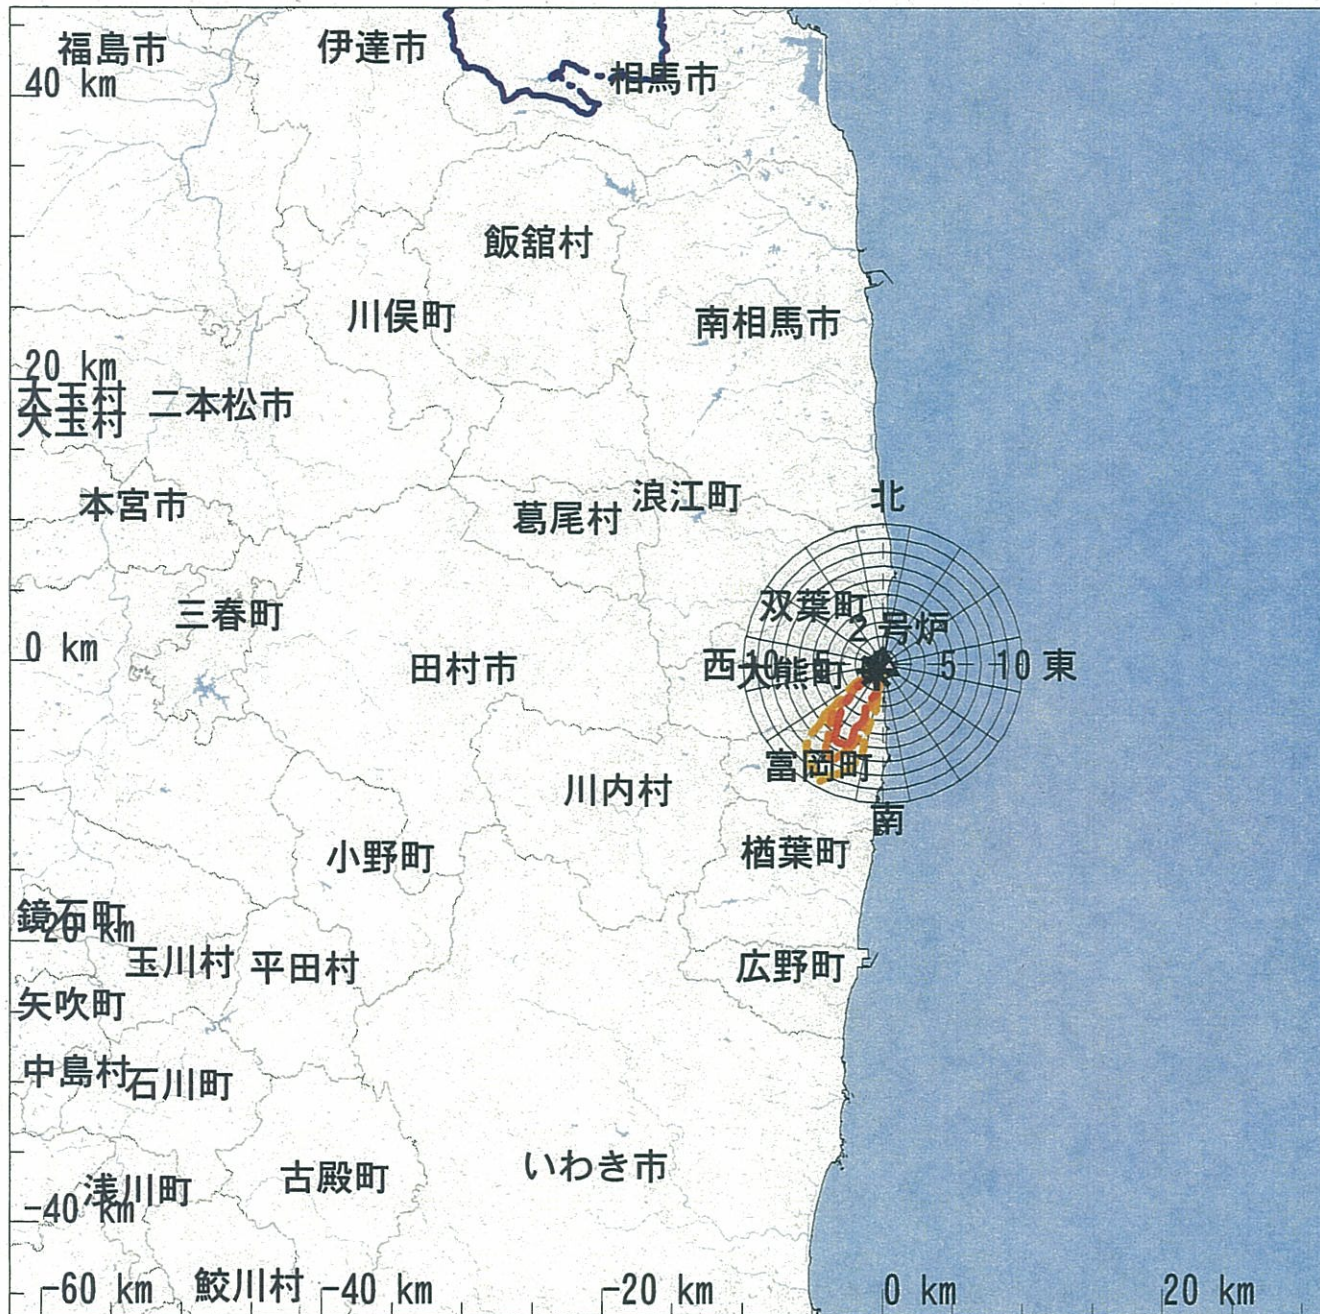 福島市
伊達市
40 km
相馬市
飯舘村
川俣町
南相馬市
20 km
大玉村
二本松市
大玉村
本宮市
葛尾村
浪江町
北
双葉町
三春町
2号炉
0 km
田村市
西
10
5
大熊町
5
10
東
富岡町
川内村
南
小野町
楢葉町
鏡石町
-20 km
玉川村
平田村
広野町
矢吹町
中島村
石川町
いわき市
古殿町
浅川町
-40 km
-60 km
鮫川村
-40 km
-20 km
0 km
20 km